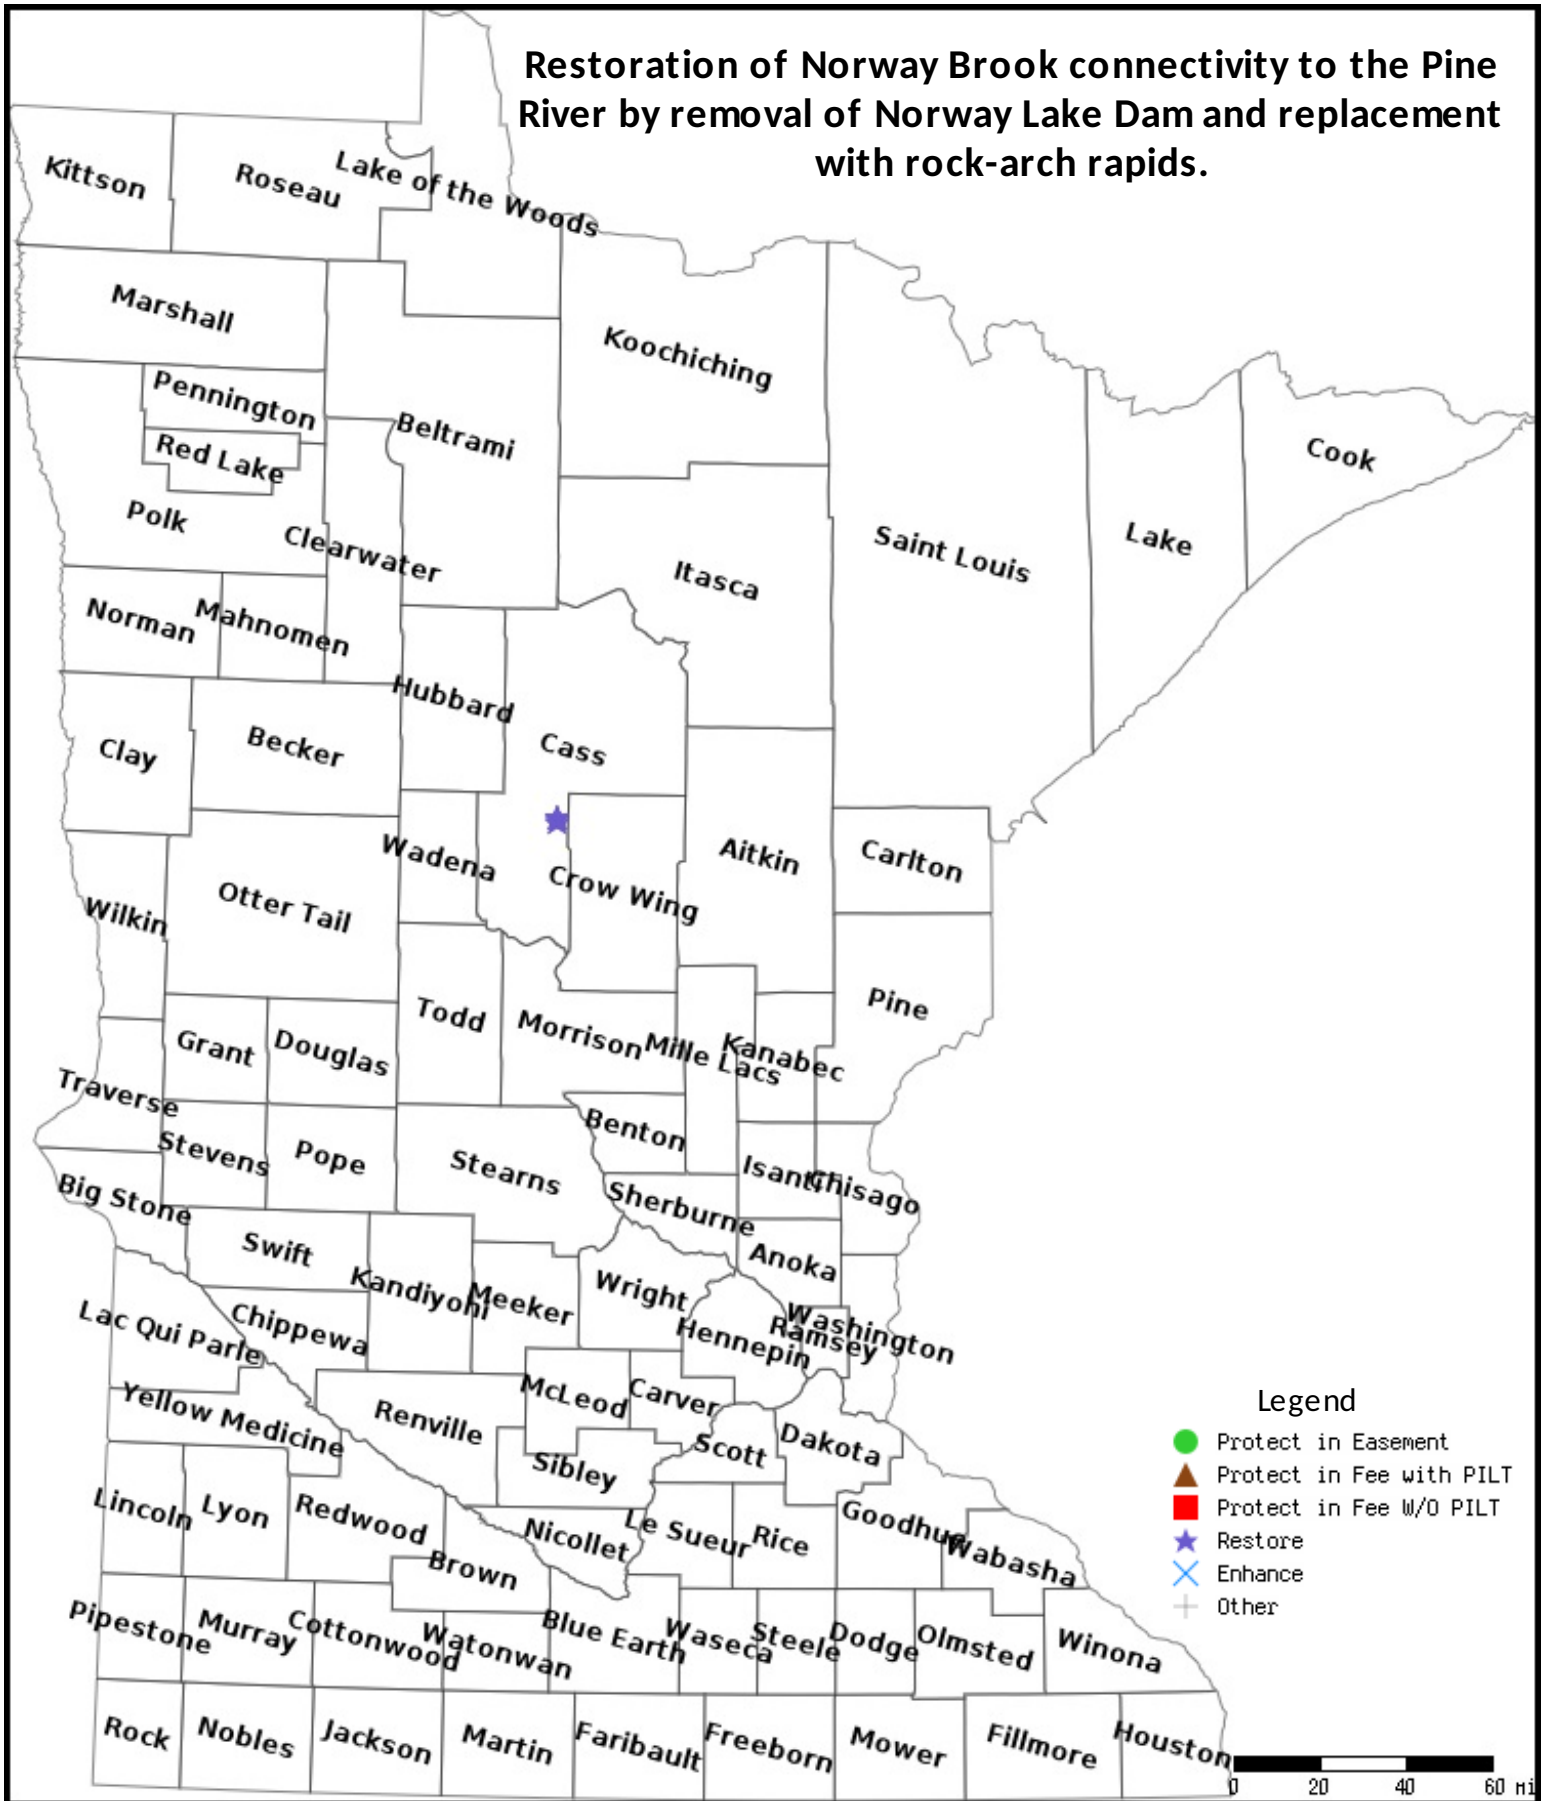 Restoration of Norway Brook connectivity to the Pine
River by removal of Norway Lake Dam and replacement
with rock-arch rapids.
Kittson
Roseau
Lake of the Woods
Marshall
Koochiching
Pennington
Beltrami
Red Lake
Cook
Polk
Clearwater
Saint Louis
Lake
Itasca
Norman
Mahnomen
Hubbard
Clay
Becker
Cass
Wadena
Aitkin
Carlton
Otter Tail
Crow Wing
Wilkin
Todd
Pine
Grant
Douglas
Morrison
Mille Lacs
Kanabec
Traverse
Stevens
Pope
Benton
Stearns
Isanti
Chisago
Big Stone
Sherburne
Swift
Anoka
Kandiyohi
Meeker
Wright
Lac Qui Parle
Chippewa
Hennepin
Ramsey
Washington
McLeod
Carver
Yellow Medicine
Renville
Scott
Dakota
Sibley
Lincoln
Lyon
Redwood
Nicollet
Le Sueur
Rice
Goodhue
Wabasha
Brown
Pipestone
Murray
Cottonwood
Watonwan
Blue Earth
Waseca
Steele
Dodge
Olmsted
Winona
Rock
Nobles
Jackson
Martin
Faribault
Freeborn
Mower
Fillmore
Houston
Legend
Protect in Easement
Protect in Fee with PILT
Protect in Fee W/O PILT
Restore
Enhance
Other
0 20 40 60 mi